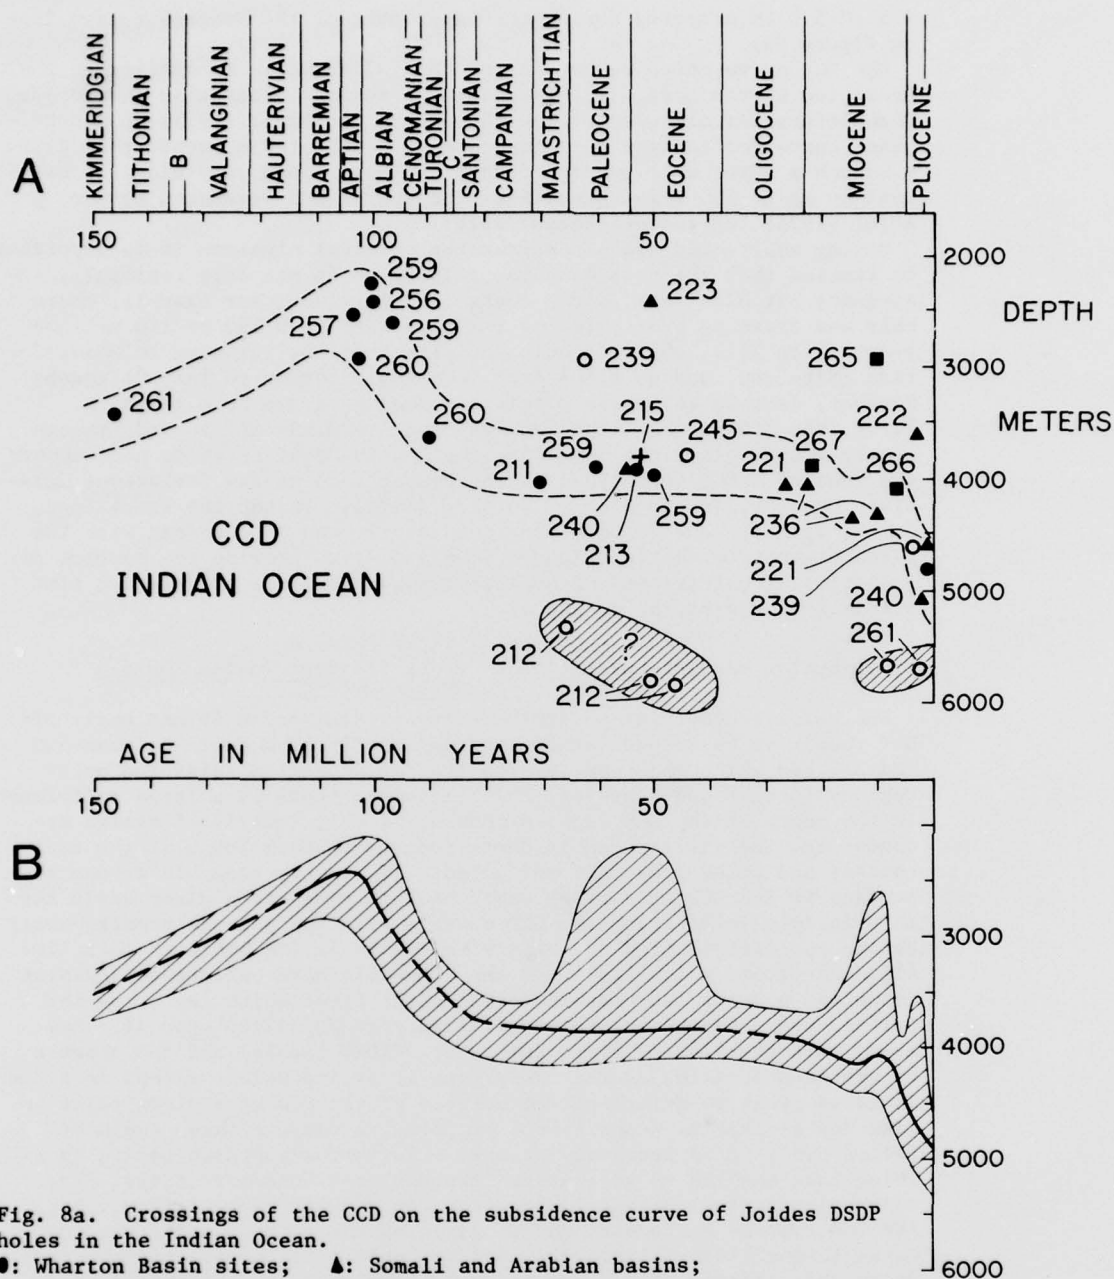 A
KIMMERIDGIAN
TITHONIAN
B
VALANGINIAN
HAUTERIVIAN
BARREMIAN
APTIAN
ALBIAN
CENOMANIAN
TURONIAN
C
SANTONIAN
CAMPANIAN
MAASTRICHTIAN
PALEOCENE
EOCENE
OLIGOCENE
MIOCENE
PLIOCENE
150 100 50
2000
259
256
223
DEPTH
257
259
260
239
265
3000
261
METERS
260
215
245
222
259
267
266
211
221
4000
240
259
236
213
CCD
INDIAN OCEAN
221
239
240
5000
261
212
?
212
6000
AGE IN MILLION YEARS
150 100 50
B
3000
4000
5000
6000
Fig. 8a. Crossings of the CCD on the subsidence curve of Joides DSDP
holes in the Indian Ocean.
●: Wharton Basin sites; ▲: Somali and Arabian basins;